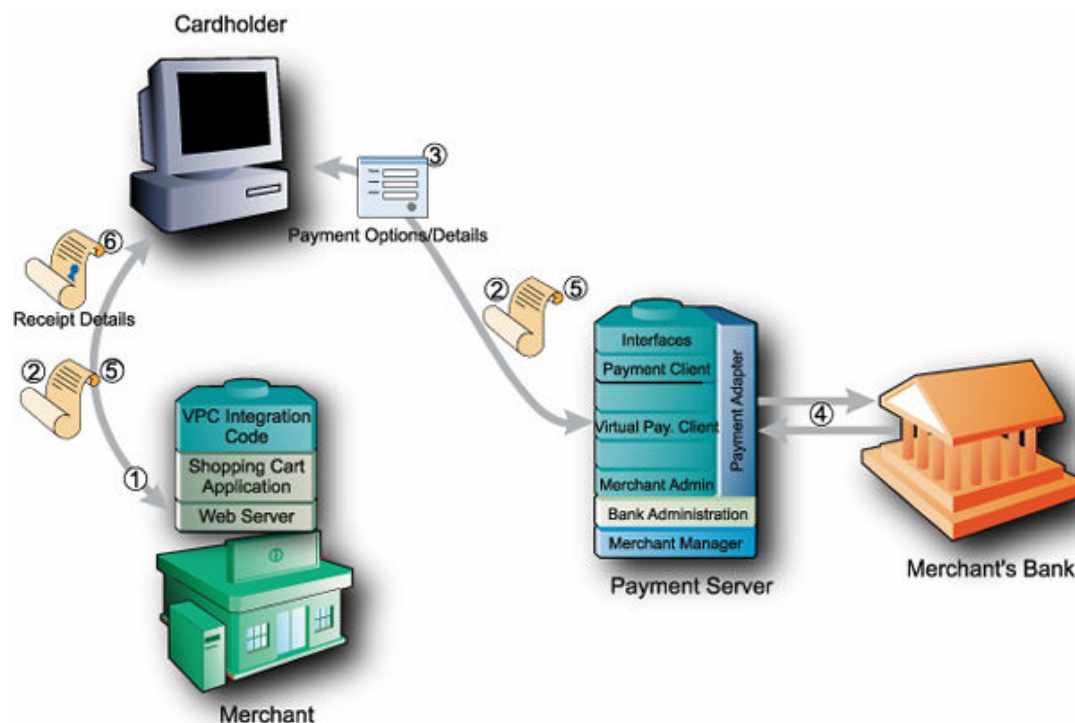 Cardholder
③
Payment Options/Details
⑥
Receipt Details
② ⑤
② ⑤
①
VPC Integration
Code
Shopping Cart
Application
Web Server
Merchant
Interfaces
Payment Client
Virtual Pay. Client
Merchant Admin
Payment Adapter
Bank Administration
Merchant Manager
Payment Server
④
Merchant's Bank